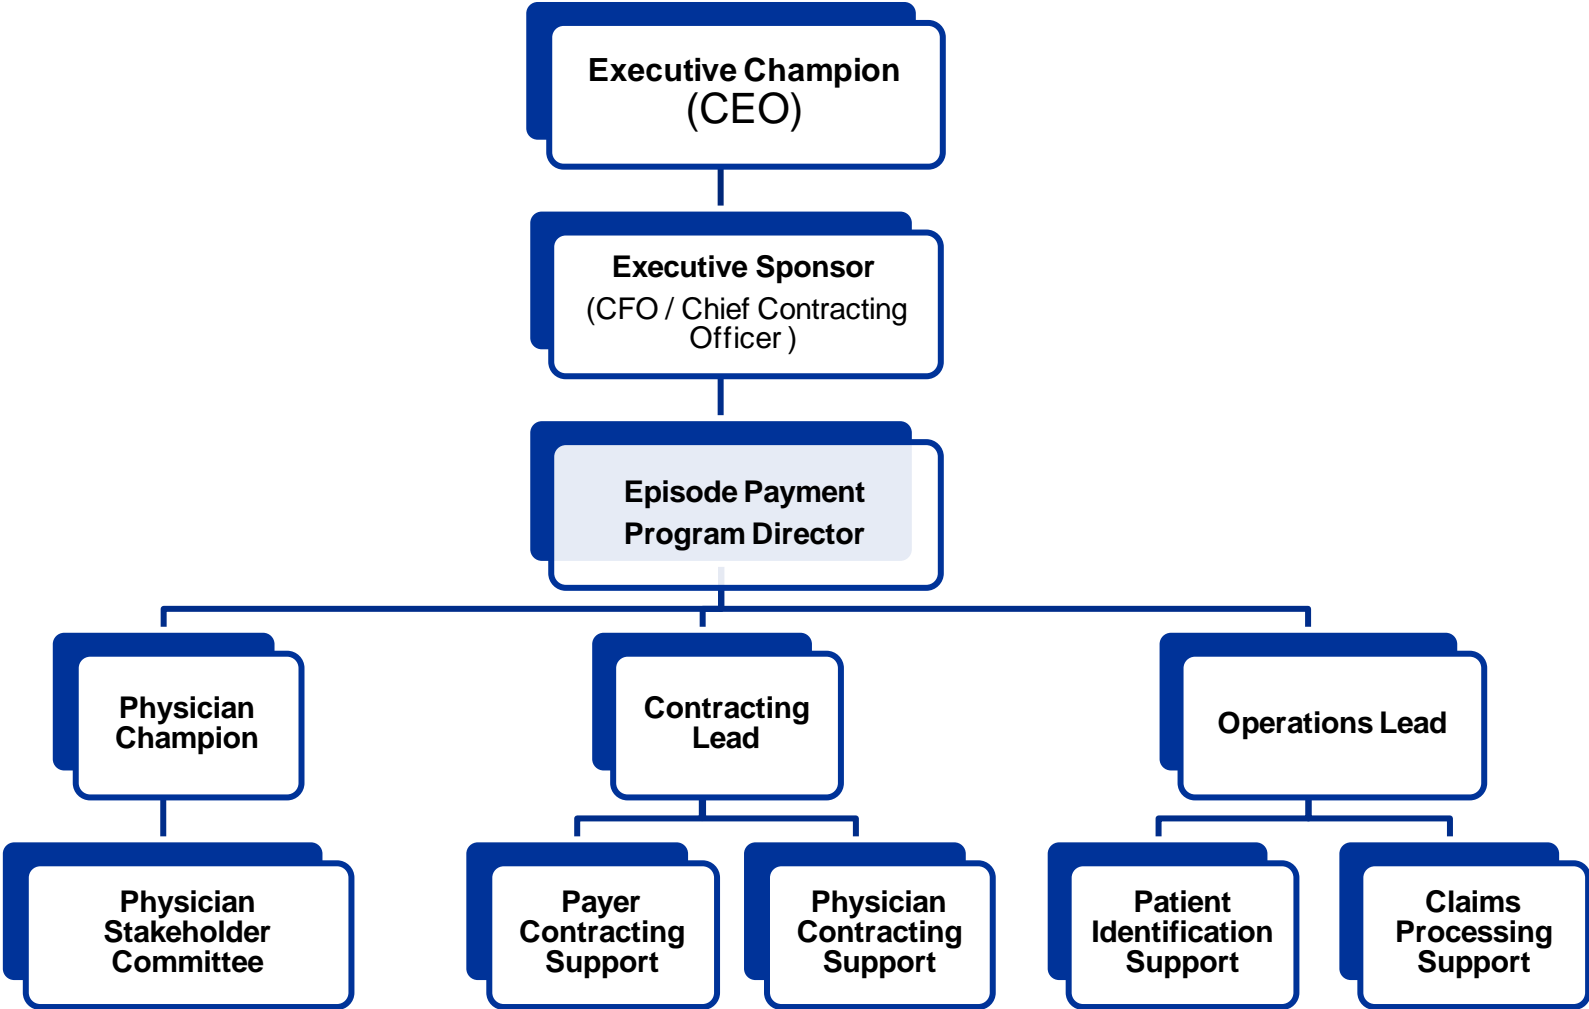 Executive Champion
(CEO)
Executive Sponsor
(CFO / Chief Contracting
Officer )
Episode Payment
Program Director
Physician
Champion
Contracting
Lead
Operations Lead
Physician
Stakeholder
Committee
Payer
Contracting
Support
Physician
Contracting
Support
Patient
Identification
Support
Claims
Processing
Support